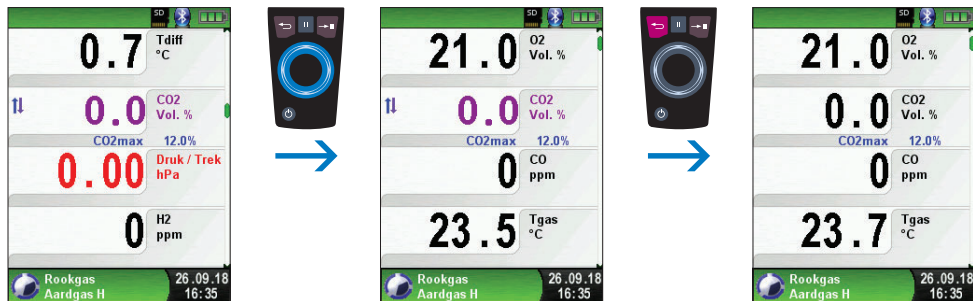 SD
0.7 Tdiff
°C
0.0 CO2
Vol. %
CO2max 12.0%
0.00 Druk / Trek
hPa
0 H2
ppm
Rookgas 26.09.18
Aardgas H 16:35
SD
21.0 O2
Vol. %
0.0 CO2
Vol. %
CO2max 12.0%
0 CO
ppm
23.5 Tgas
°C
Rookgas 26.09.18
Aardgas H 16:35
SD
21.0 O2
Vol. %
0.0 CO2
Vol. %
CO2max 12.0%
0 CO
ppm
23.7 Tgas
°C
Rookgas 26.09.18
Aardgas H 16:35